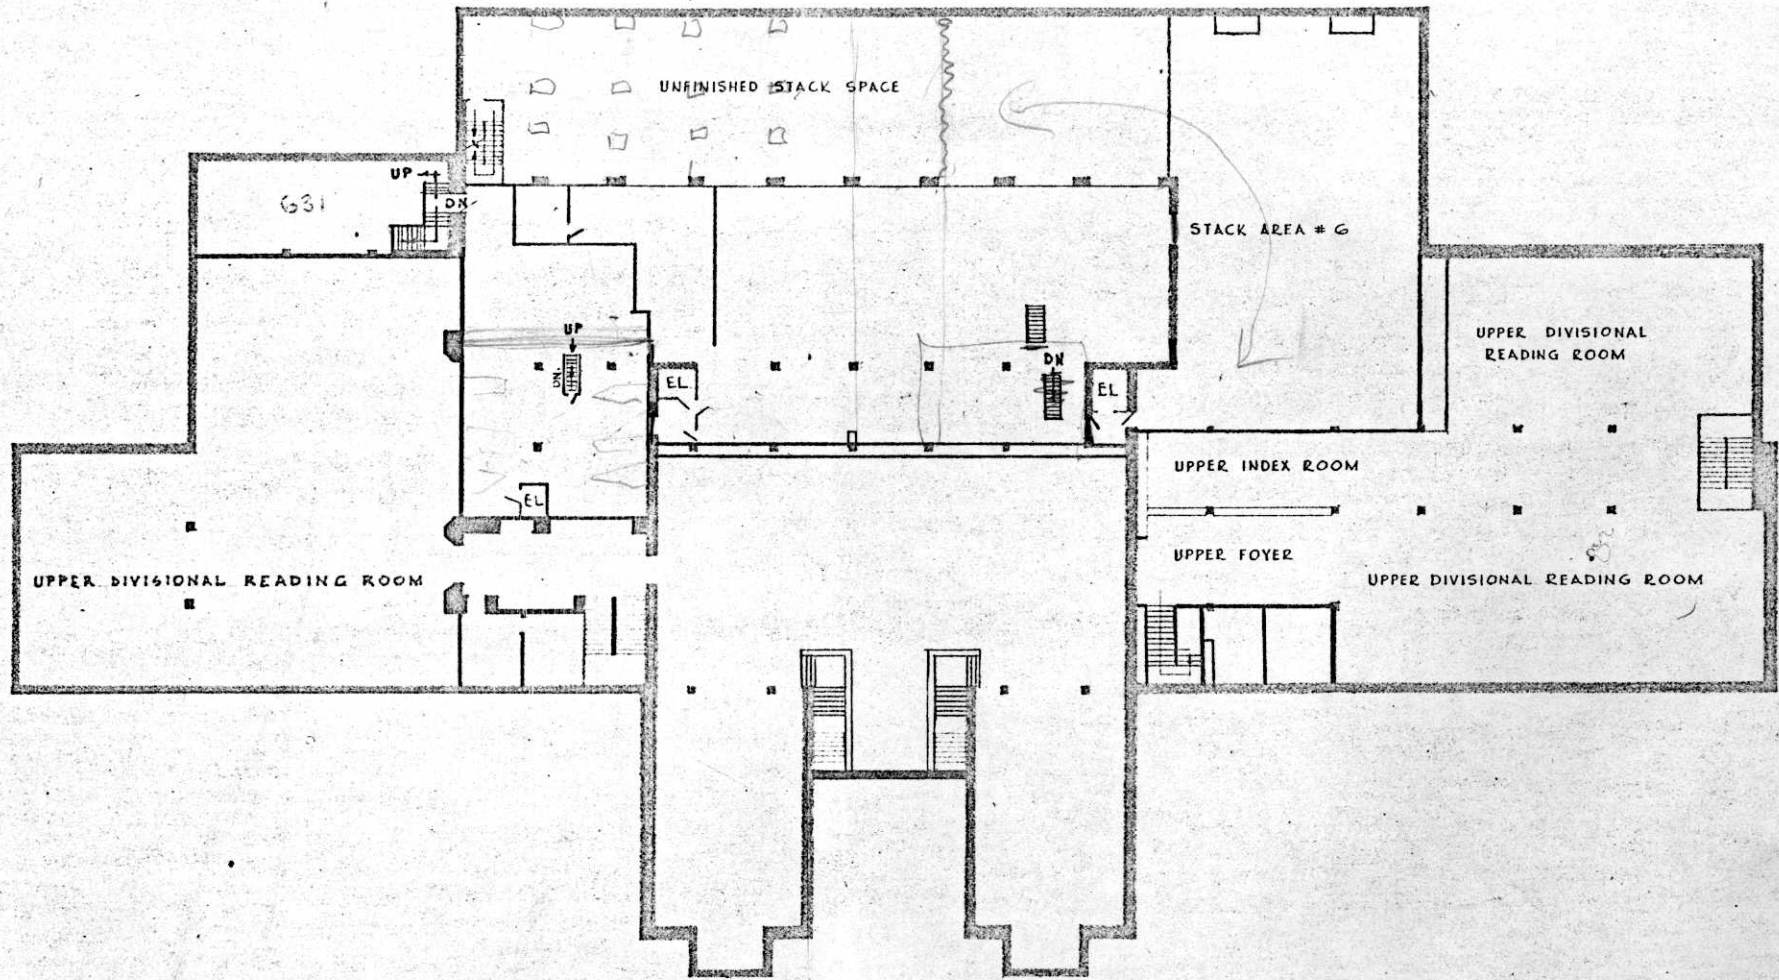 UNFINISHED STACK SPACE
UP
DN
631
STACK AREA # 6
UP
DN.
EL
DN
EL
EL
UPPER DIVISIONAL
READING ROOM
UPPER INDEX ROOM
UPPER FOYER
UPPER DIVISIONAL READING ROOM
UPPER DIVISIONAL READING ROOM